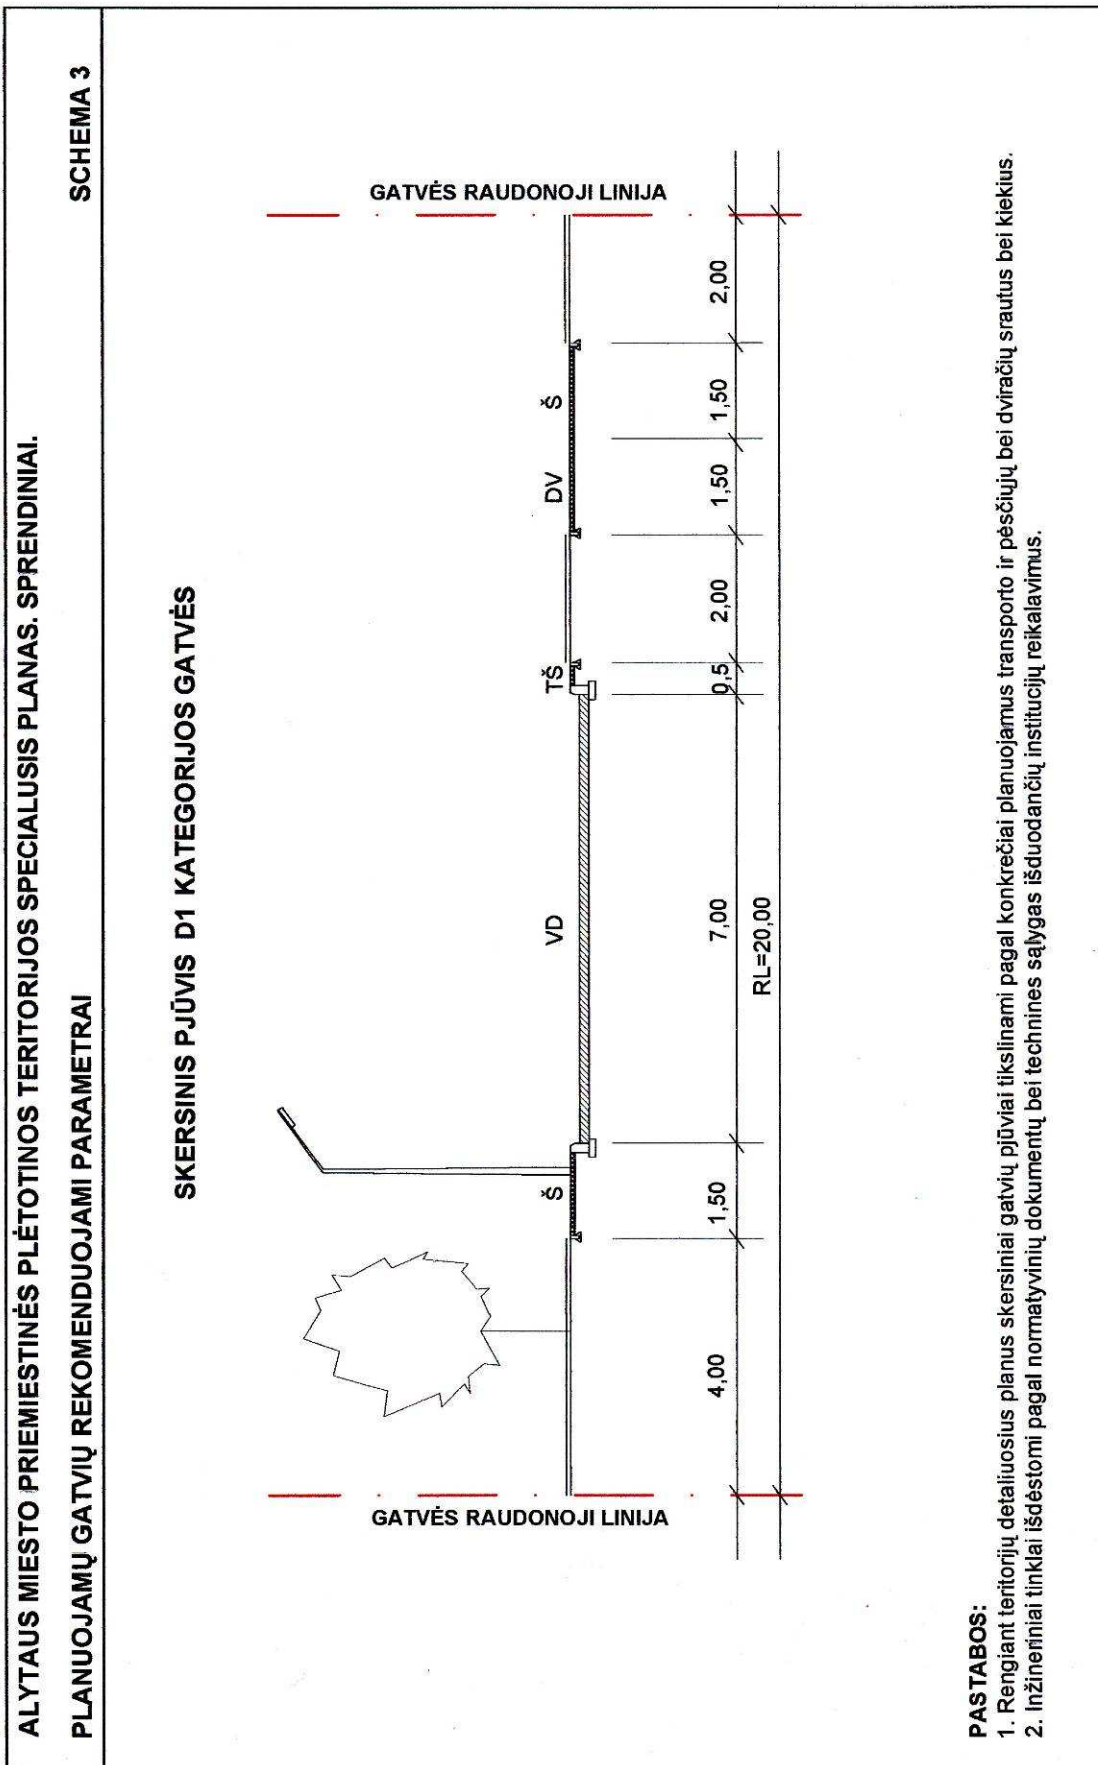 ALYTAUS MIESTO PRIEMIESTINĖS PLĖTOTINOS TERITORIJOS SPECIALUSIS PLANAS. SPRENDINIAI.
PLANUOJAMŲ GATVIŲ REKOMENDUOJAMI PARAMETRAI
SCHEMA 3
SKERSINIS PJŪVIS D1 KATEGORIJOS GATVĖS
GATVĖS RAUDONOJI LINIJA
GATVĖS RAUDONOJI LINIJA
Š
VD
TŠ
DV
Š
4,00
1,50
7,00
0,5
2,00
1,50
1,50
2,00
RL=20,00
PASTABOS:
1. Rengiant teritorijų detaliuosius planus skersiniai gatvių pjūviai tikslinami pagal konkrečiai planuojamus transporto ir pėsčiųjų bei dviračių srautus bei kiekius.
2. Inžineriniai tinklai išdėstomi pagal normatyvinių dokumentų bei technines sąlygas išduodančių institucijų reikalavimus.